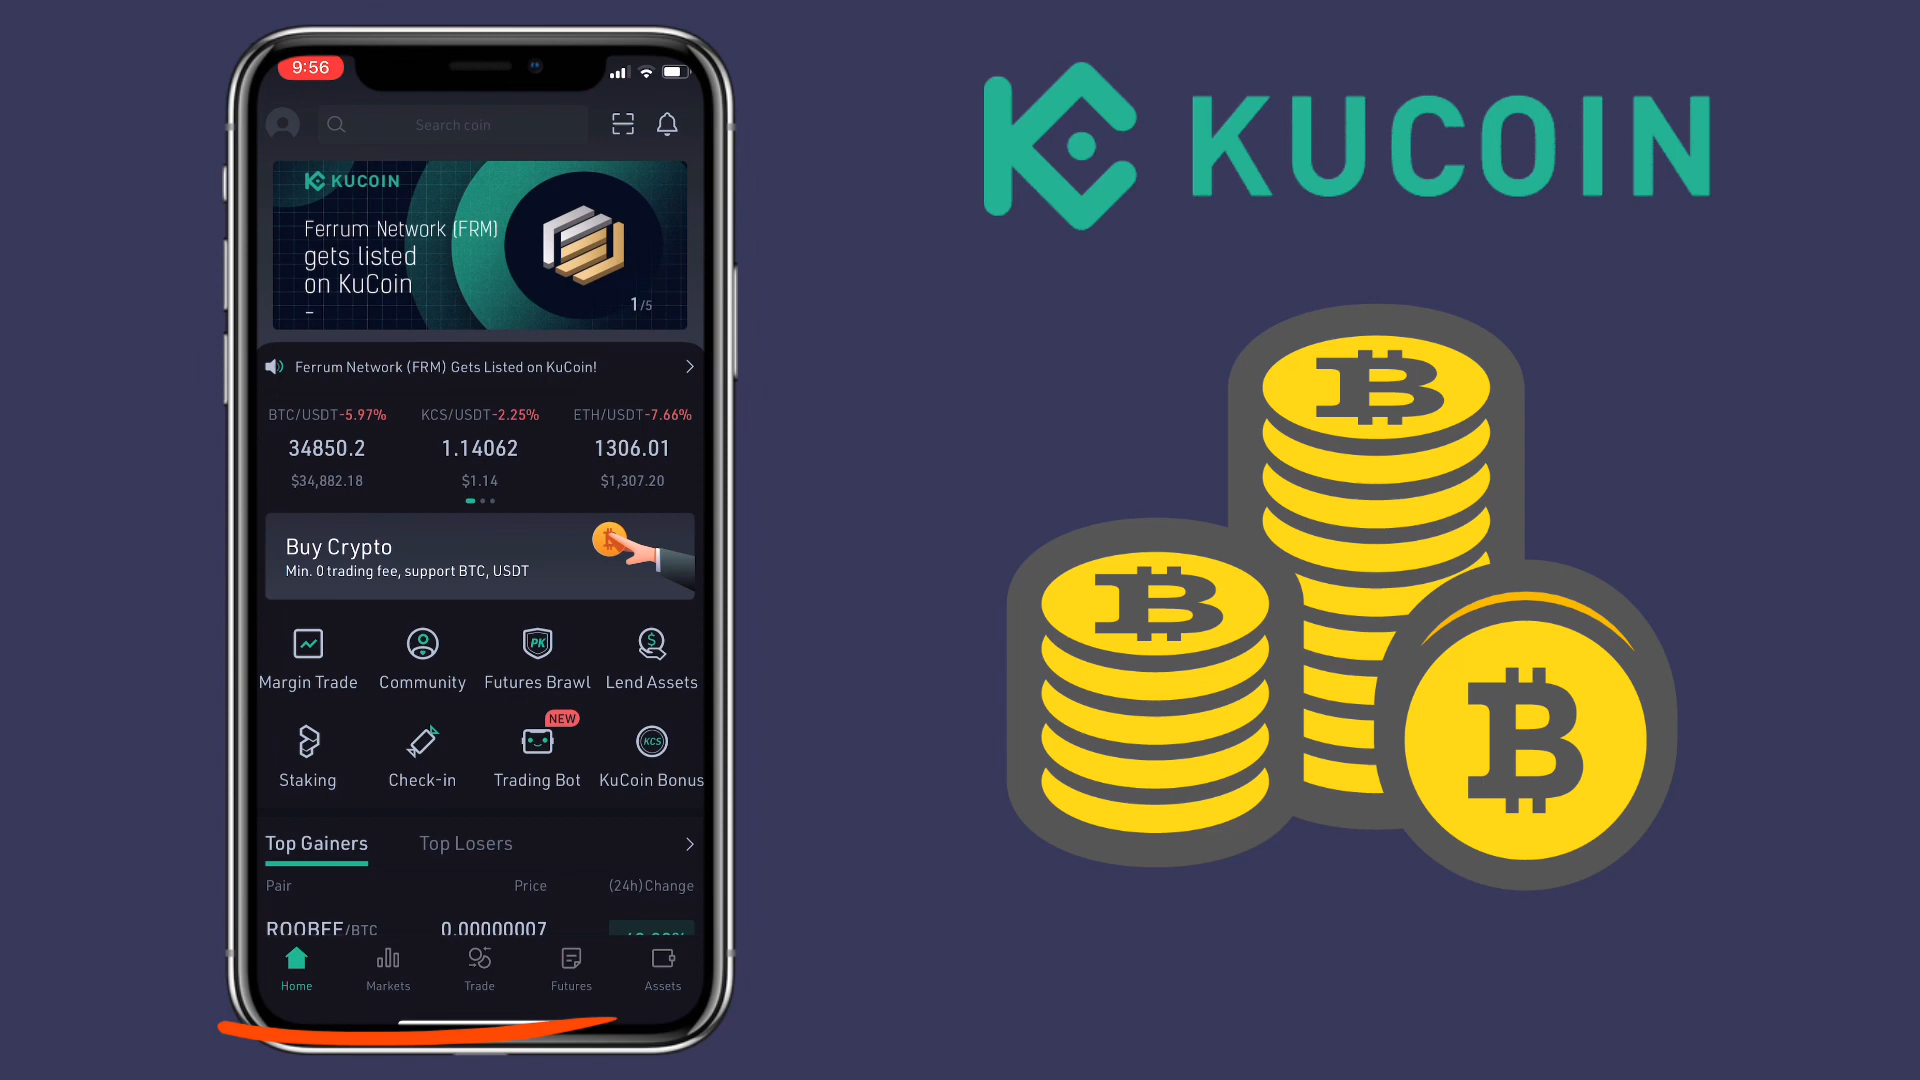 9:56
Search coin
KUCOIN
Ferrum Network (FRM)
gets listed
on KuCoin
1/5
Ferrum Network (FRM) Gets Listed on KuCoin!
BTC/USDT-5.97% KCS/USDT-2.25% ETH/USDT-7.66%
34850.2 1.14062 1306.01
$34,882.18 $1.14 $1,307.20
Buy Crypto
Min. 0 trading fee, support BTC, USDT
PK
Margin Trade Community Futures Brawl Lend Assets
NEW
KCS
Staking Check-in Trading Bot KuCoin Bonus
Top Gainers Top Losers
Pair Price (24h)Change
ROOBEE/BTC 0.00000007
Home Markets Trade Futures Assets
KUCOIN